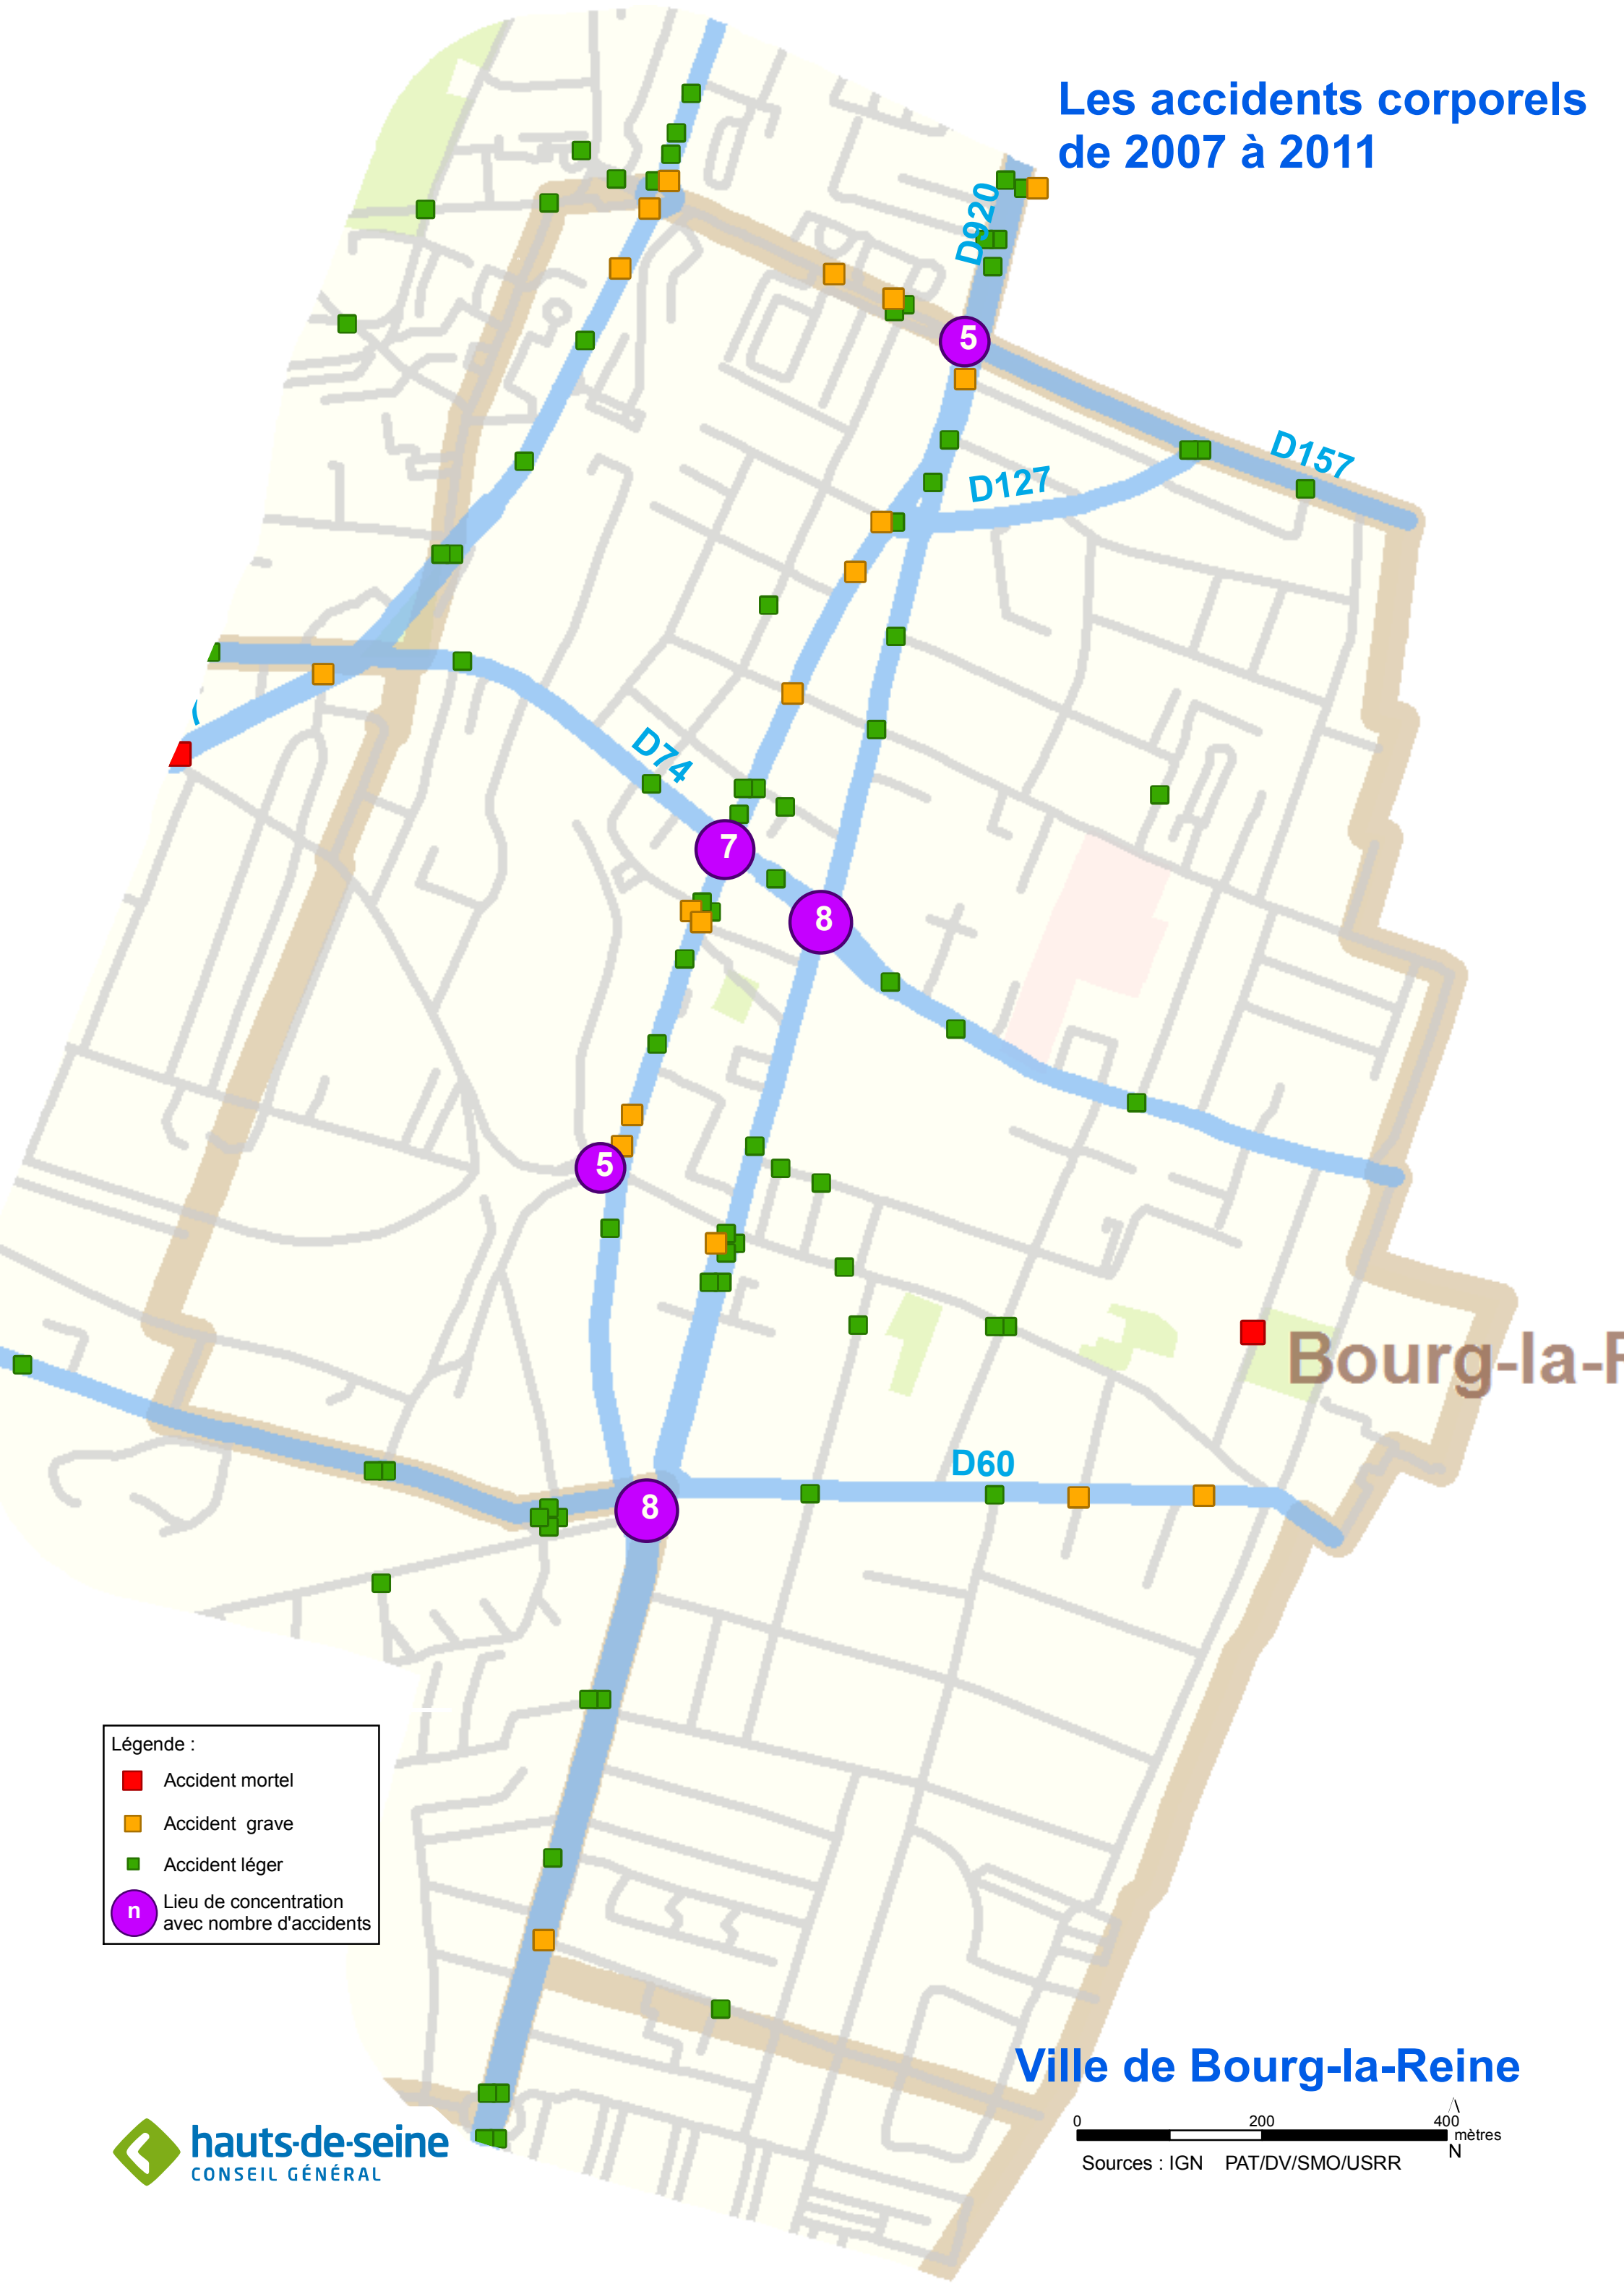 Les accidents corporels
de 2007 à 2011
D920
5
D157
D127
D74
7
8
5
Bourg-la-R
D60
8
Légende :
Accident mortel
Accident grave
Accident léger
n
Lieu de concentration
avec nombre d'accidents
Ville de Bourg-la-Reine
0 200 400
mètres
N
Sources : IGN PAT/DV/SMO/USRR
hauts-de-seine
CONSEIL GÉNÉRAL